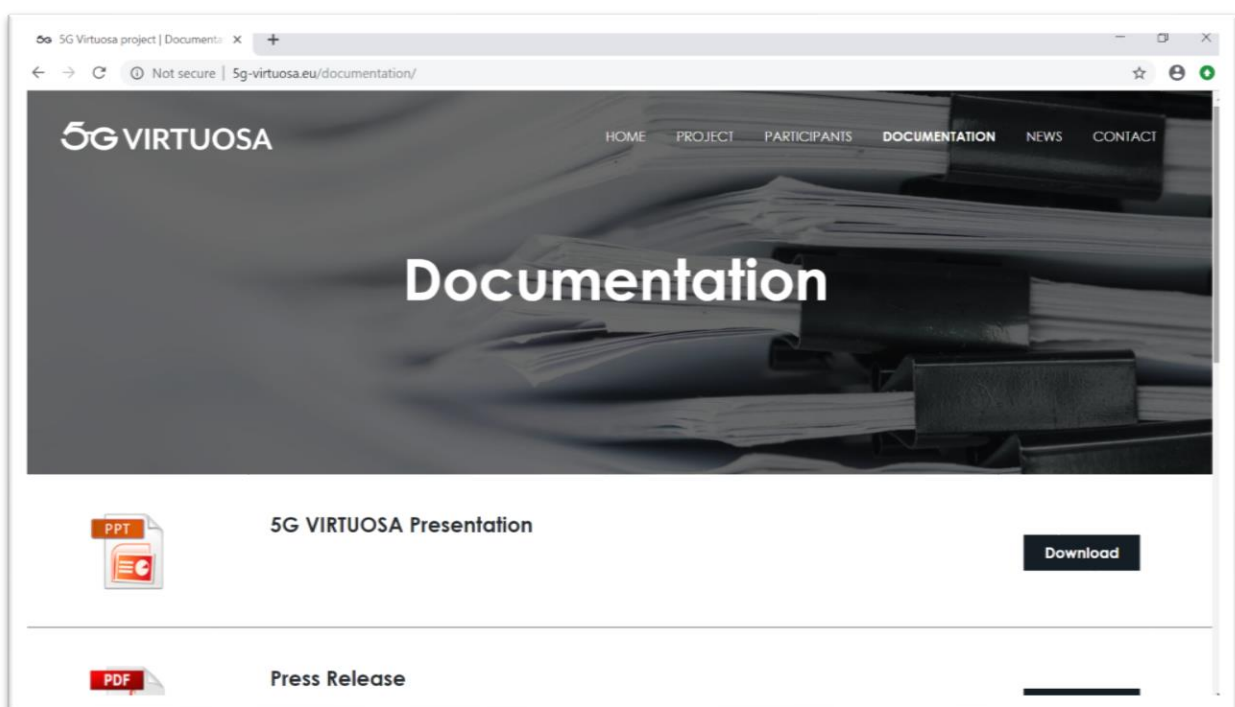 5G Virtuosa project | Documenta
Not secure | 5g-virtuosa.eu/documentation/
5G VIRTUOSA
HOME PROJECT PARTICIPANTS DOCUMENTATION NEWS CONTACT
Documentation
PPT
5G VIRTUOSA Presentation
Download
PDF
Press Release